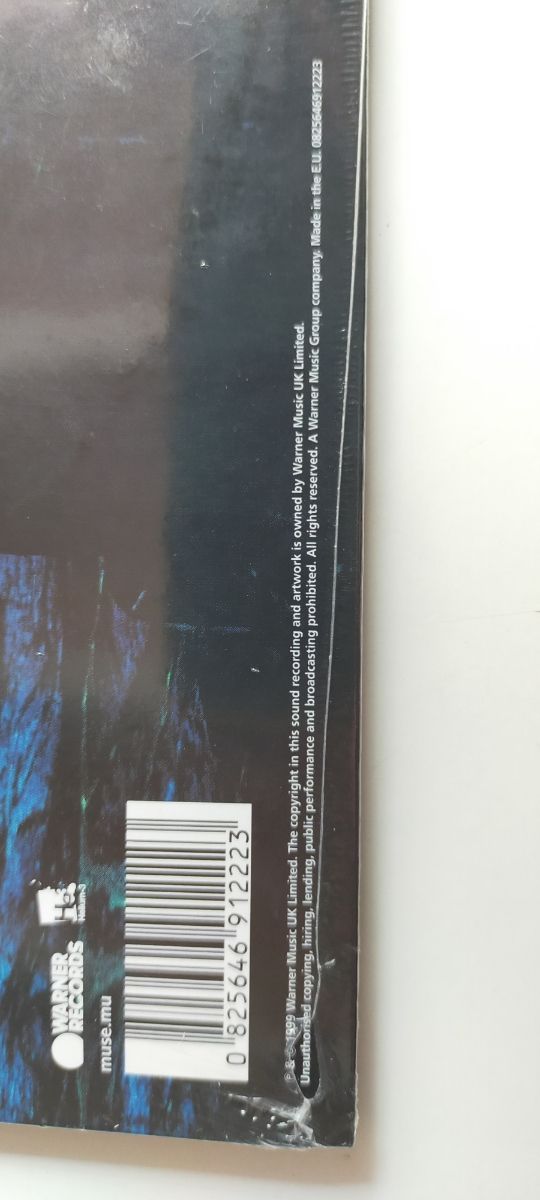 WARNER
RECORDS
muse.mu
0 825646 912223
P & © 1999 Warner Music UK Limited. The copyright in this sound recording and artwork is owned by Warner Music UK Limited.
Unauthorised copying, hiring, lending, public performance and broadcasting prohibited. All rights reserved. A Warner Music Group company. Made in the E.U. 0825646912223